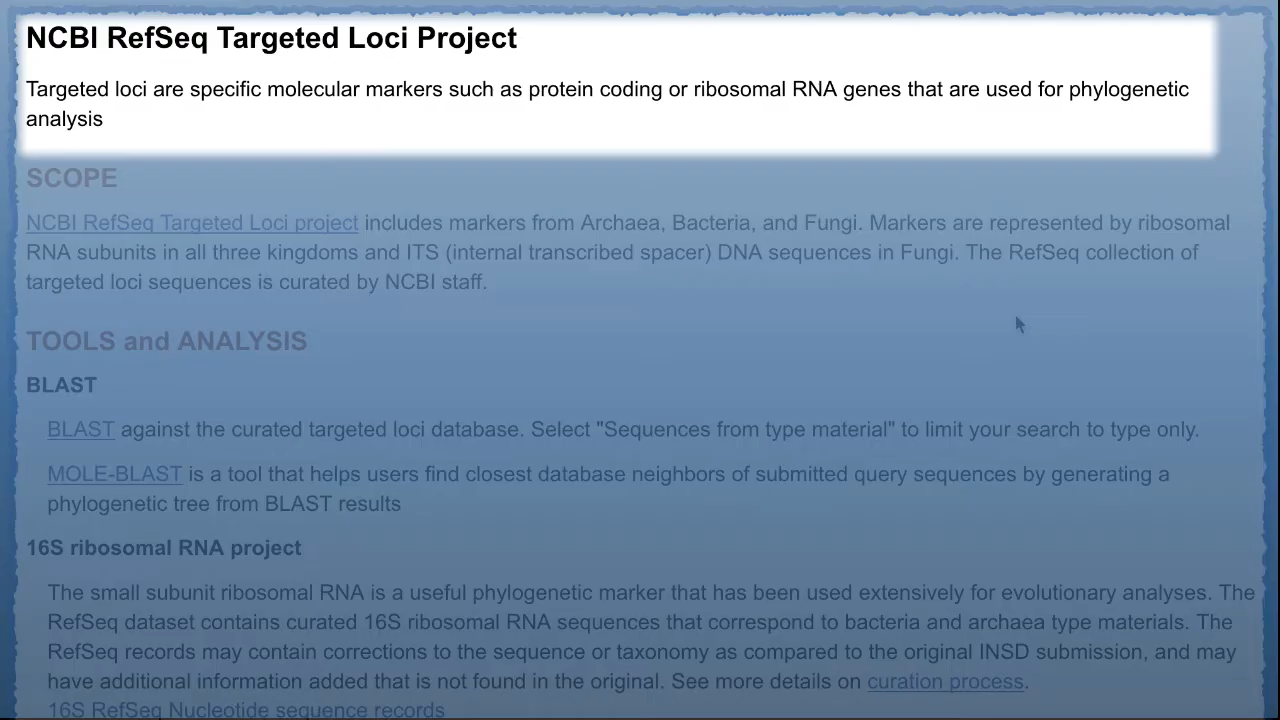 NCBI RefSeq Targeted Loci Project
Targeted loci are specific molecular markers such as protein coding or ribosomal RNA genes that are used for phylogenetic
analysis
SCOPE
NCBI RefSeq Targeted Loci project includes markers from Archaea, Bacteria, and Fungi. Markers are represented by ribosomal
RNA subunits in all three kingdoms and ITS (internal transcribed spacer) DNA sequences in Fungi. The RefSeq collection of
targeted loci sequences is curated by NCBI staff.
TOOLS and ANALYSIS
BLAST
BLAST against the curated targeted loci database. Select "Sequences from type material" to limit your search to type only.
MOLE-BLAST is a tool that helps users find closest database neighbors of submitted query sequences by generating a
phylogenetic tree from BLAST results
16S ribosomal RNA project
The small subunit ribosomal RNA is a useful phylogenetic marker that has been used extensively for evolutionary analyses. The
RefSeq dataset contains curated 16S ribosomal RNA sequences that correspond to bacteria and archaea type materials. The
RefSeq records may contain corrections to the sequence or taxonomy as compared to the original INSD submission, and may
have additional information added that is not found in the original. See more details on curation process.
16S RefSeq Nucleotide sequence records